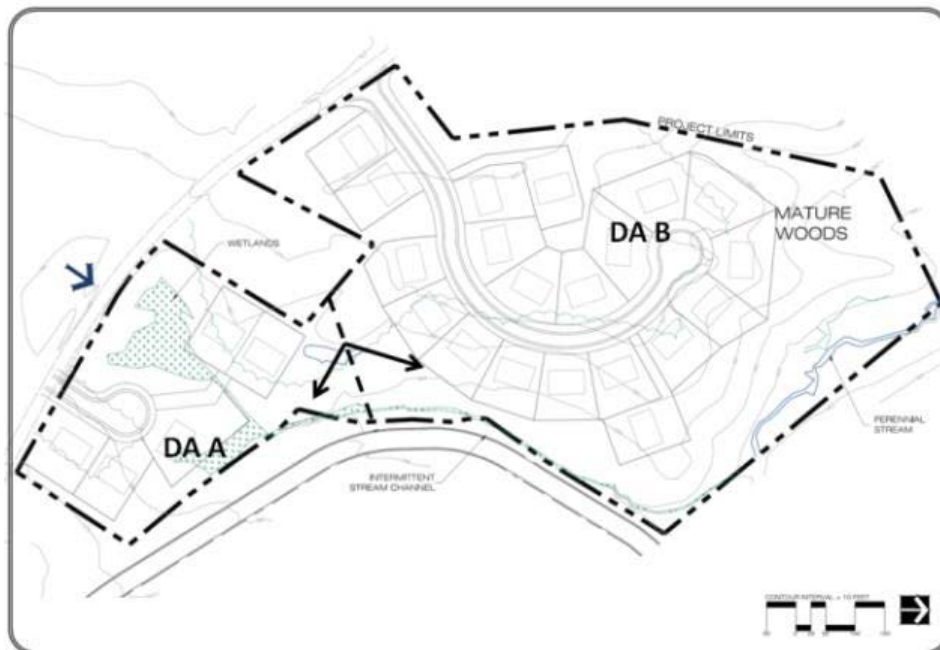 PROJECT LIMITS
MATURE
WOODS
DA B
WETLANDS
DA A
INTERMITTENT
STREAM CHANNEL
PERENNIAL
STREAM
CONTOUR INTERVAL = 10 FEET